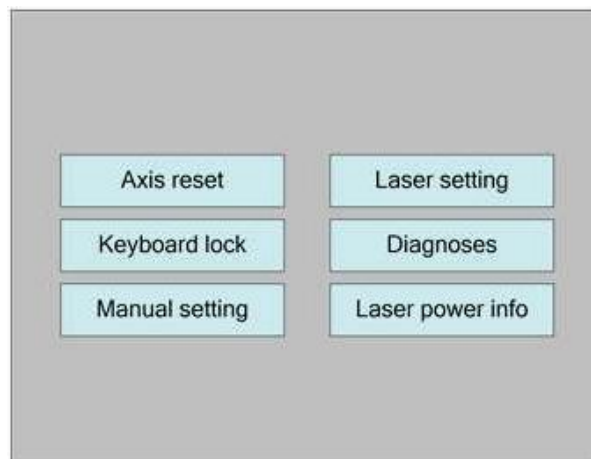 Axis reset
Laser setting
Keyboard lock
Diagnoses
Manual setting
Laser power info